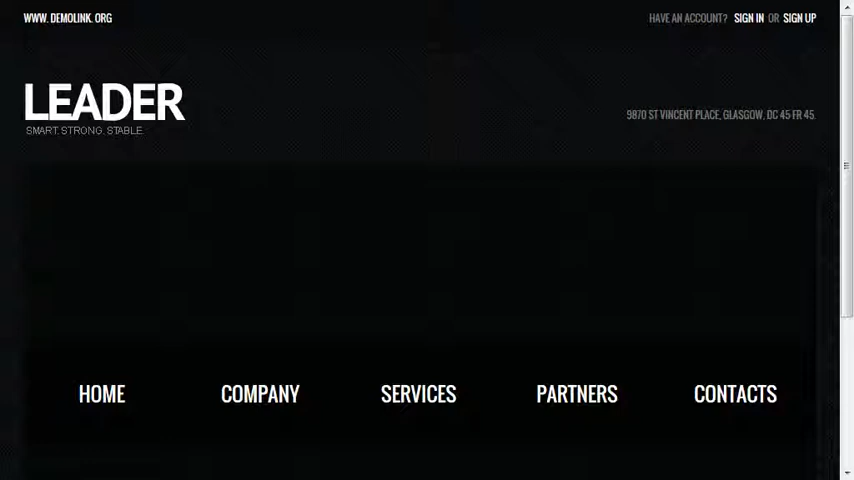 WWW. DEMOLINK. ORG
HAVE AN ACCOUNT? SIGN IN OR SIGN UP
LEADER
SMART. STRONG. STABLE.
9870 ST VINCENT PLACE, GLASGOW, DC 45 FR 45.
HOME COMPANY SERVICES PARTNERS CONTACTS